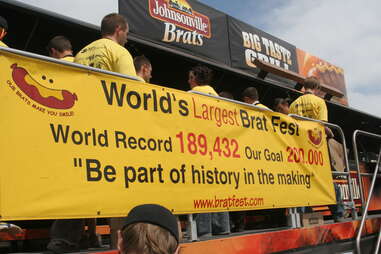 Johnsonville
Brats
BIG TASTE
GRILL
OUR BRATS MAKE YOU SMILE!
World's Largest Brat Fest
World Record 189,432 Our Goal 200,000
"Be part of history in the making"
www.bratfest.com